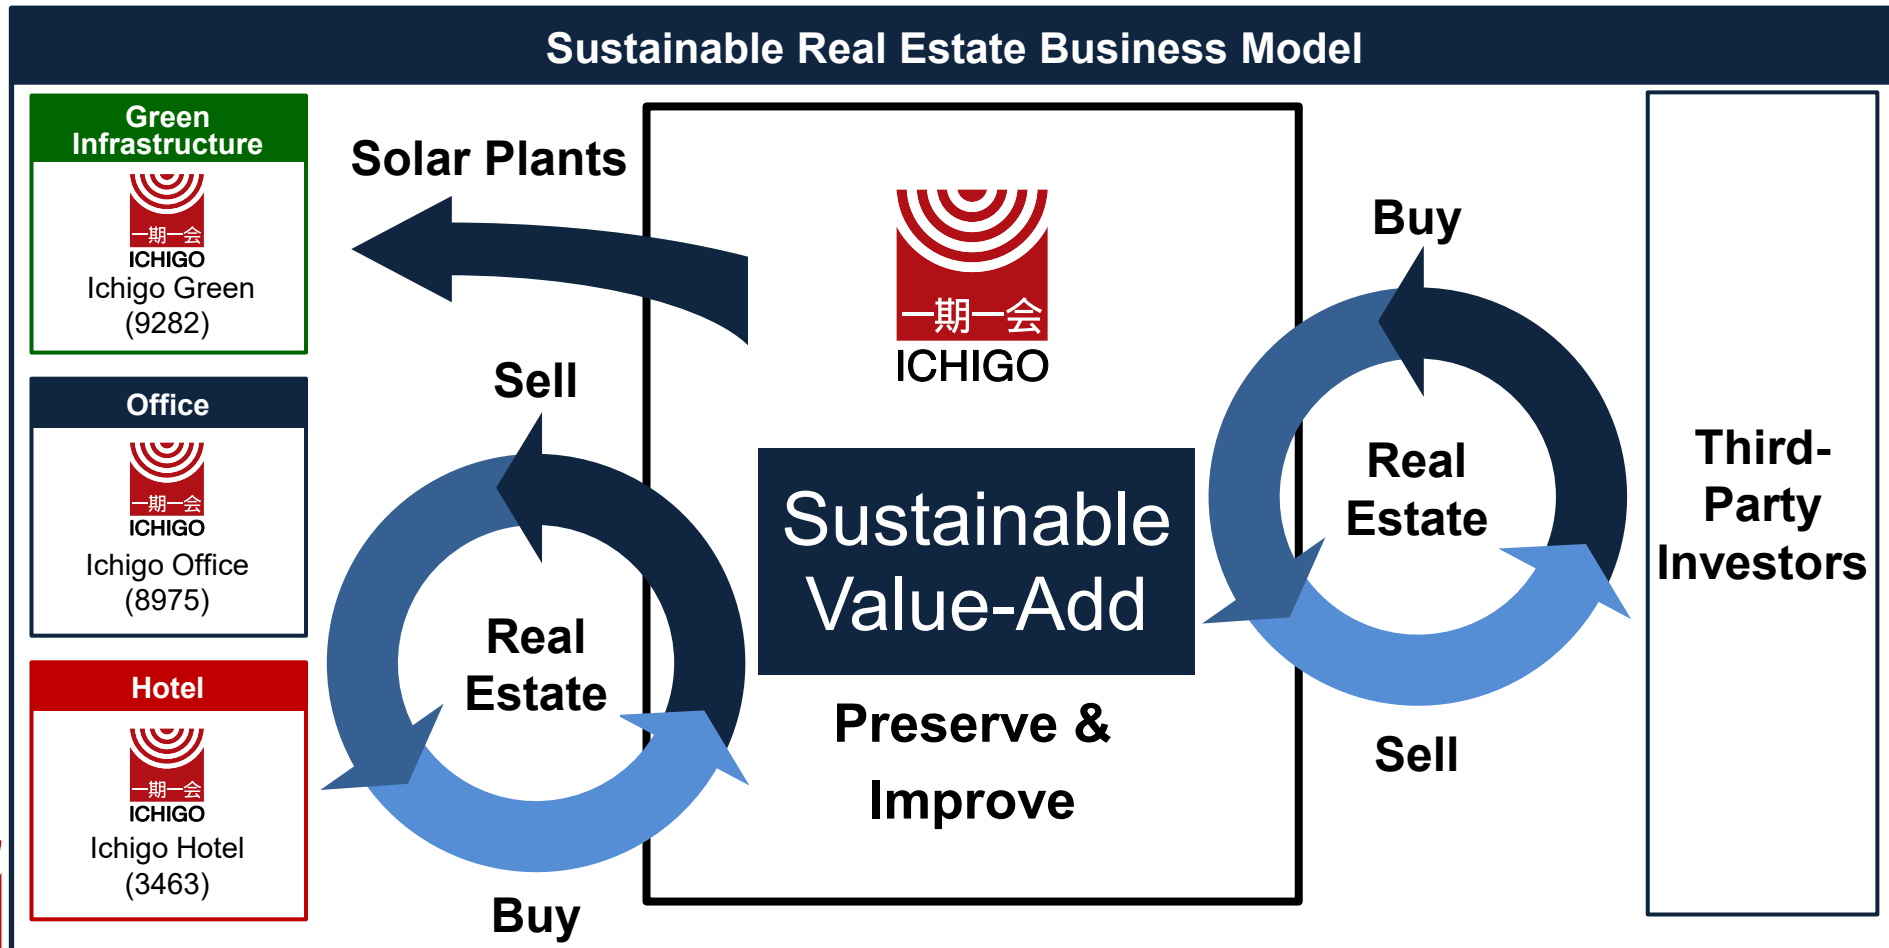 Sustainable Real Estate Business Model
Green
Infrastructure
一期一会
ICHIGO
Ichigo Green
(9282)
Office
一期一会
ICHIGO
Ichigo Office
(8975)
Hotel
一期一会
ICHIGO
Ichigo Hotel
(3463)
Solar Plants
Sell
Real
Estate
Buy
一期一会
ICHIGO
Sustainable
Value-Add
Preserve &
Improve
Buy
Real
Estate
Sell
Third-
Party
Investors